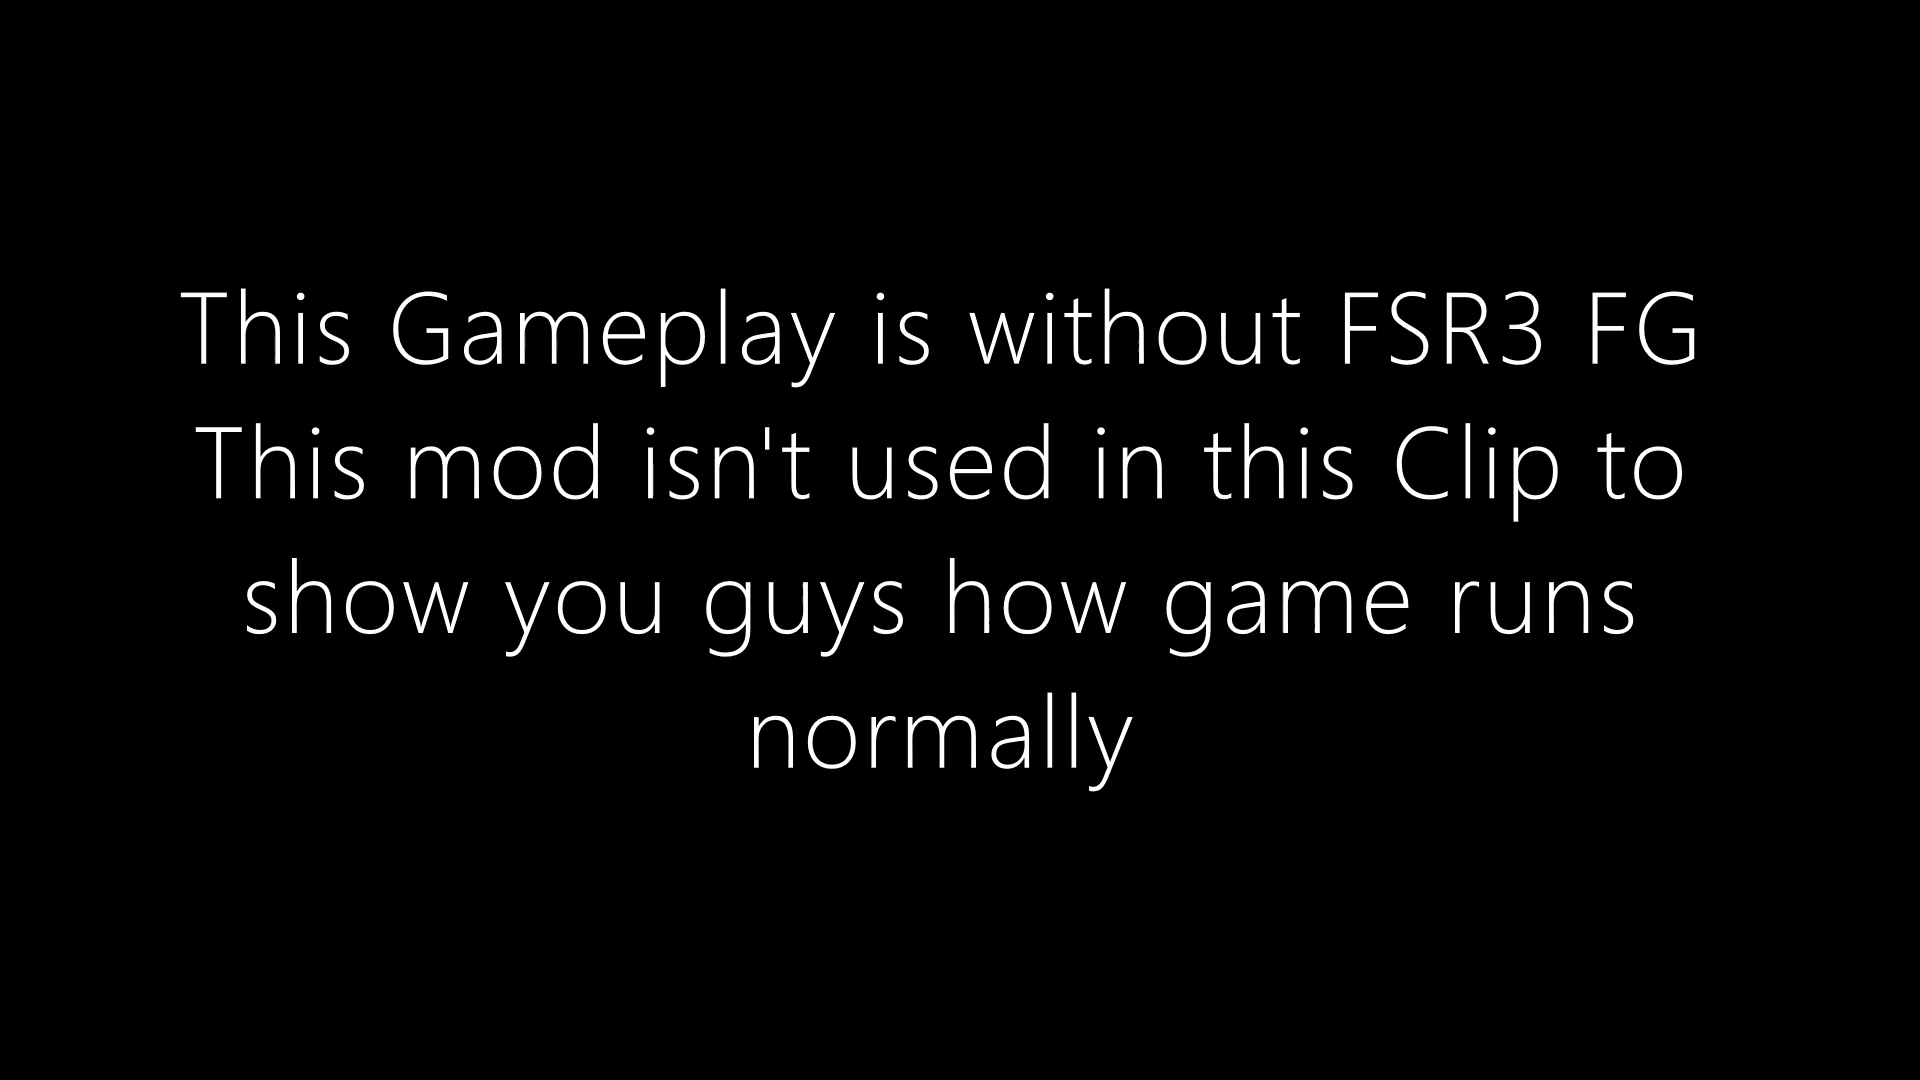 This Gameplay is without FSR3 FG
This mod isn't used in this Clip to
show you guys how game runs
normally